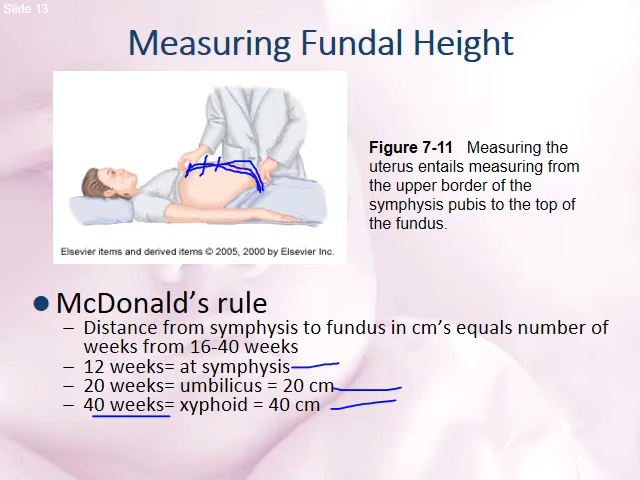 Slide 13
Measuring Fundal Height
Figure 7-11 Measuring the
uterus entails measuring from
the upper border of the
symphysis pubis to the top of
the fundus.
Elsevier items and derived items © 2005, 2000 by Elsevier Inc.
McDonald's rule
– Distance from symphysis to fundus in cm's equals number of
weeks from 16-40 weeks
– 12 weeks= at symphysis
– 20 weeks= umbilicus = 20 cm
– 40 weeks= xyphoid = 40 cm